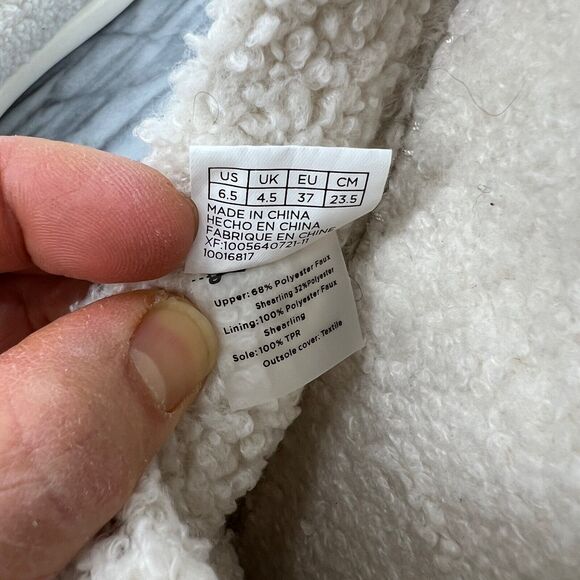 US UK EU CM
6.5 4.5 37 23.5
MADE IN CHINA
HECHO EN CHINA
FABRIQUE EN CHINE
XF:1005640721-11
10016817
Upper: 68% Polyester Faux
Shearling 32% Polyester
Lining: 100% Polyester Faux
Shearling
Sole: 100% TPR
Outsole cover: Textile